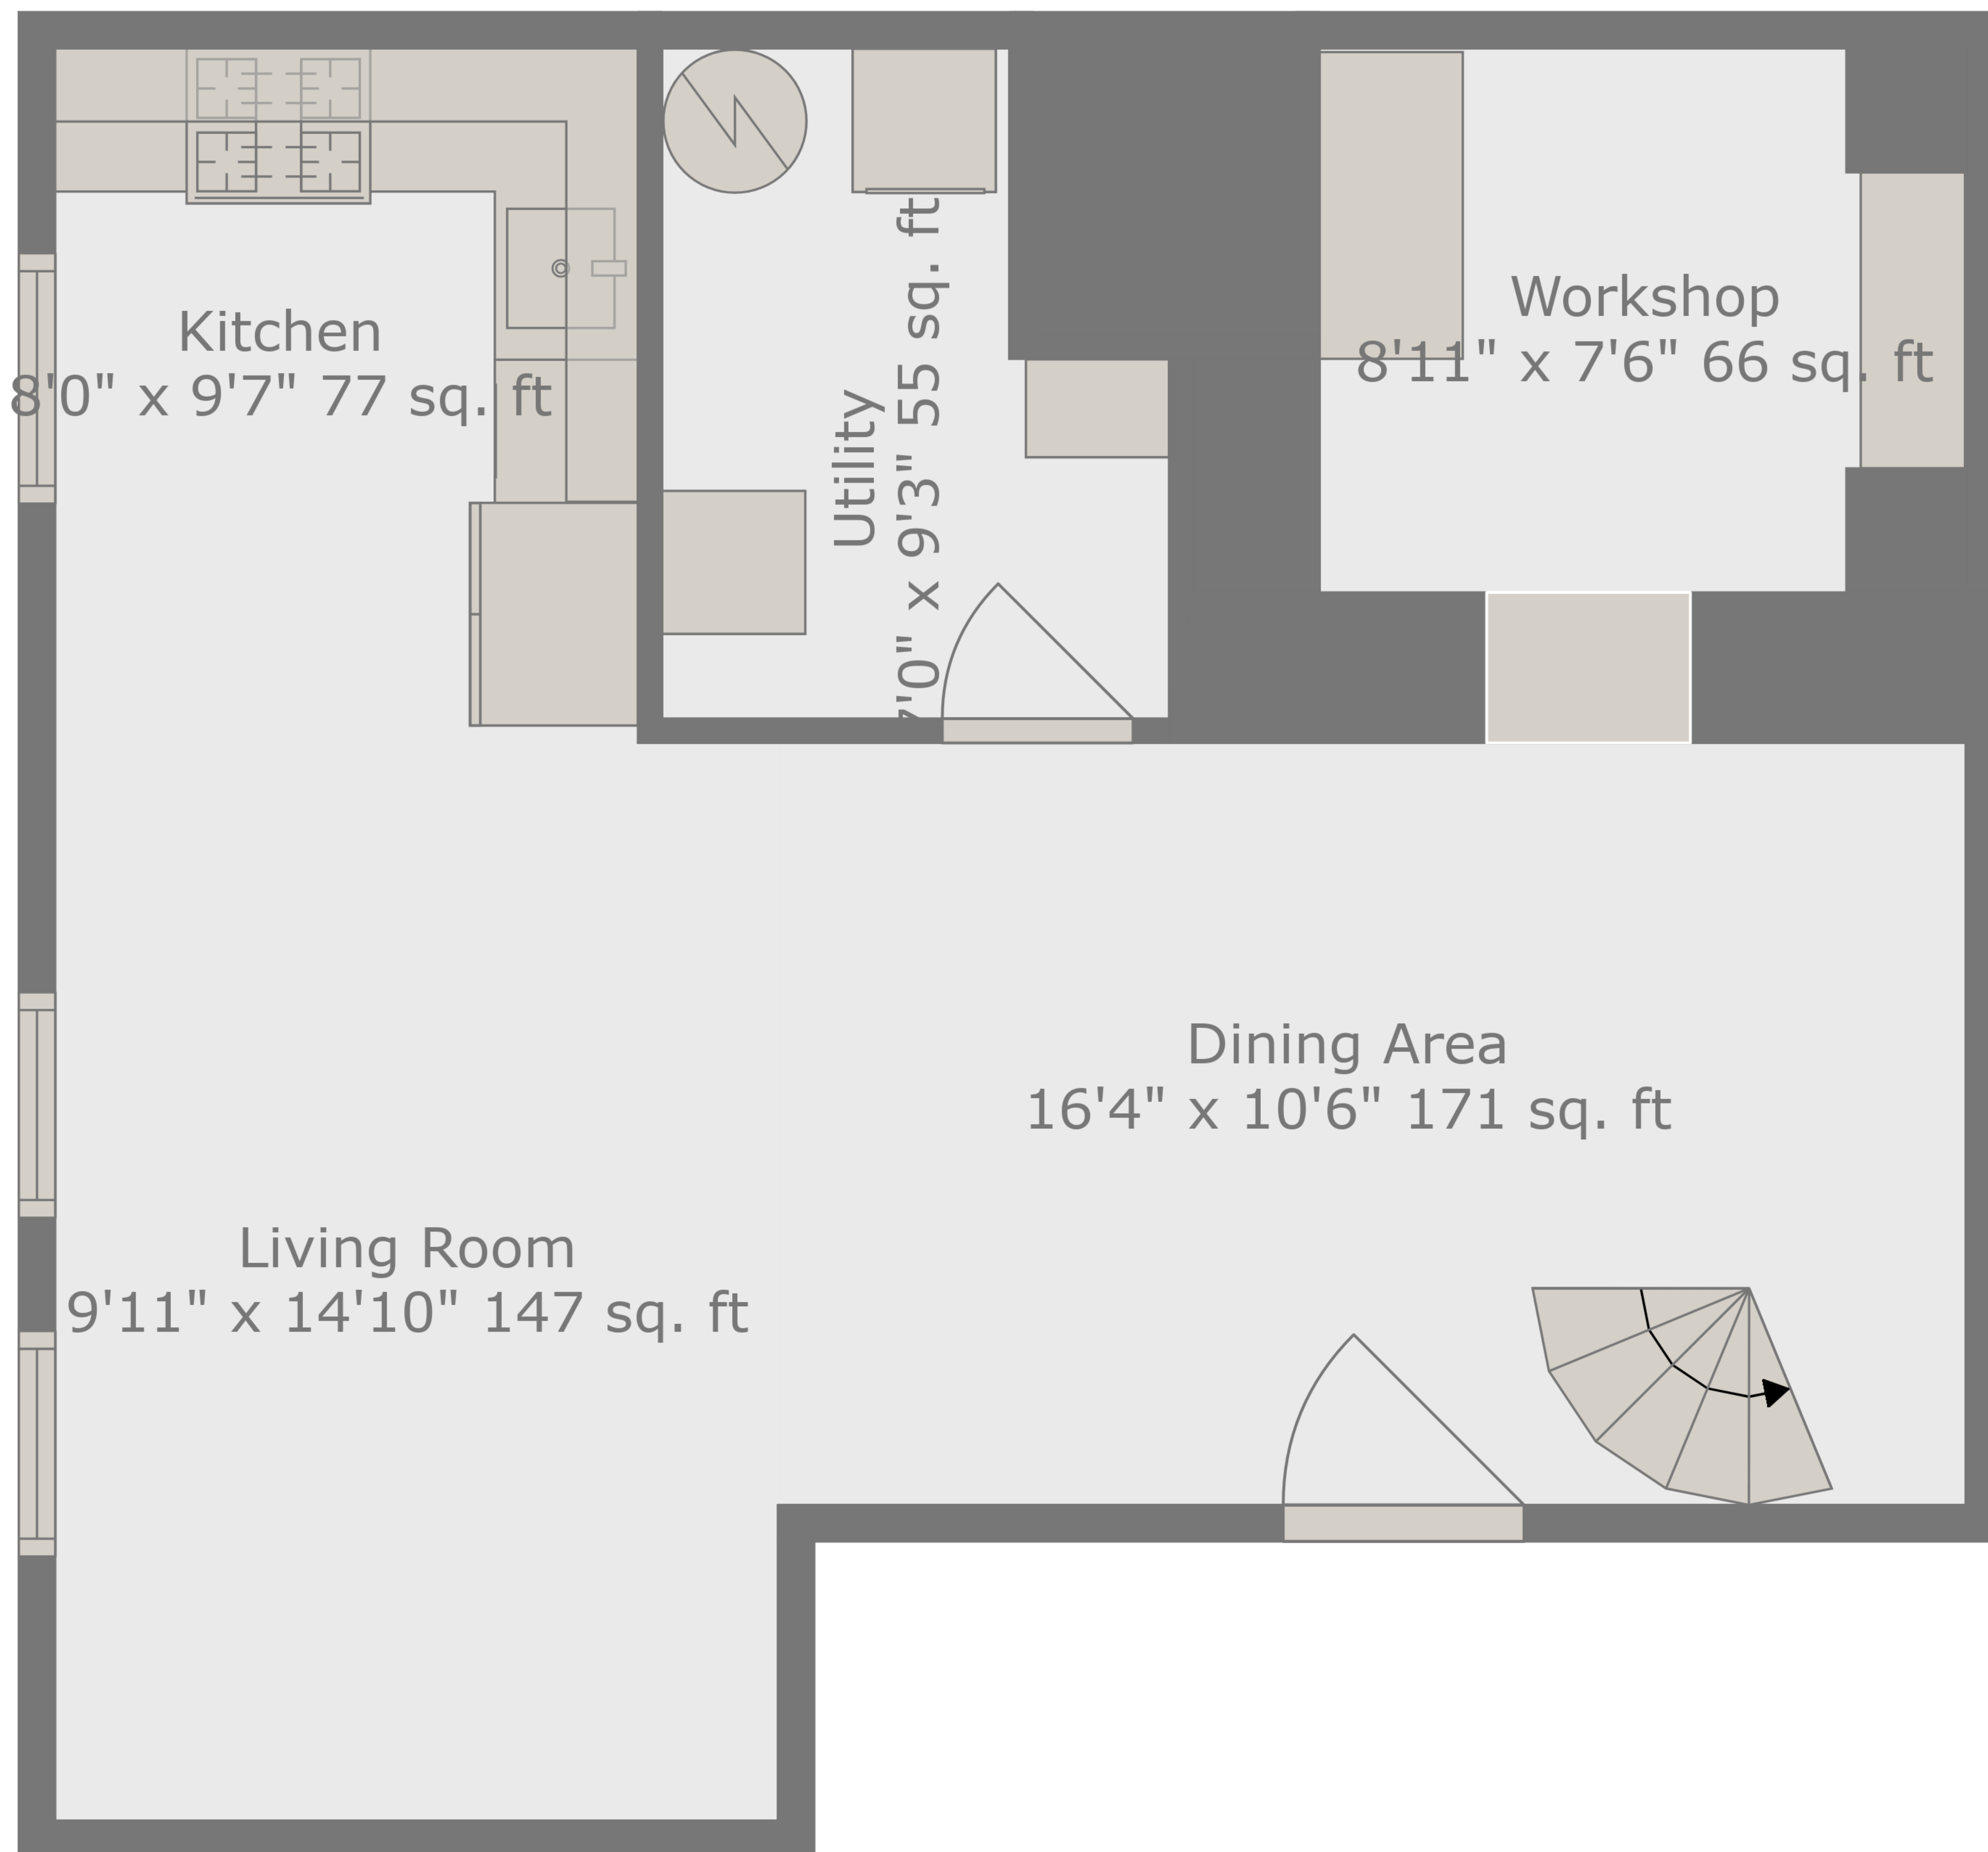 Kitchen
8'0" x 9'7" 77 sq. ft
Utility
x 9'3" 55 sq. ft
Workshop
8'11" x 7'6" 66 sq. ft
Dining Area
16'4" x 10'6" 171 sq. ft
Living Room
9'11" x 14'10" 147 sq. ft